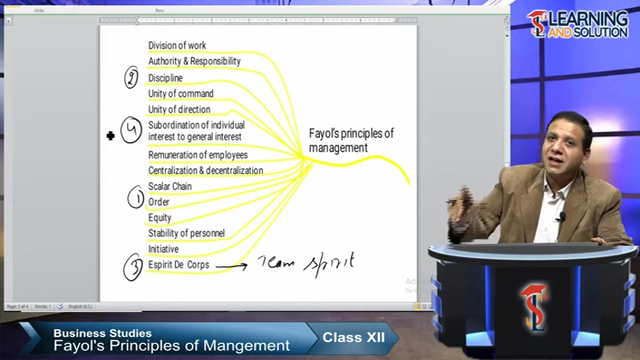 LEARNING
AND SOLUTION
Division of work
Authority & Responsibility
② Discipline
Unity of command
Unity of direction
④ Subordination of individual
interest to general interest
Remuneration of employees
Centralization & decentralization
Scalar Chain
① Order
Equity
Stability of personnel
Initiative
③ Espirit De Corps → Team spirit
Fayol's principles of
management
Business Studies
Fayol's Principles of Mangement
Class XII